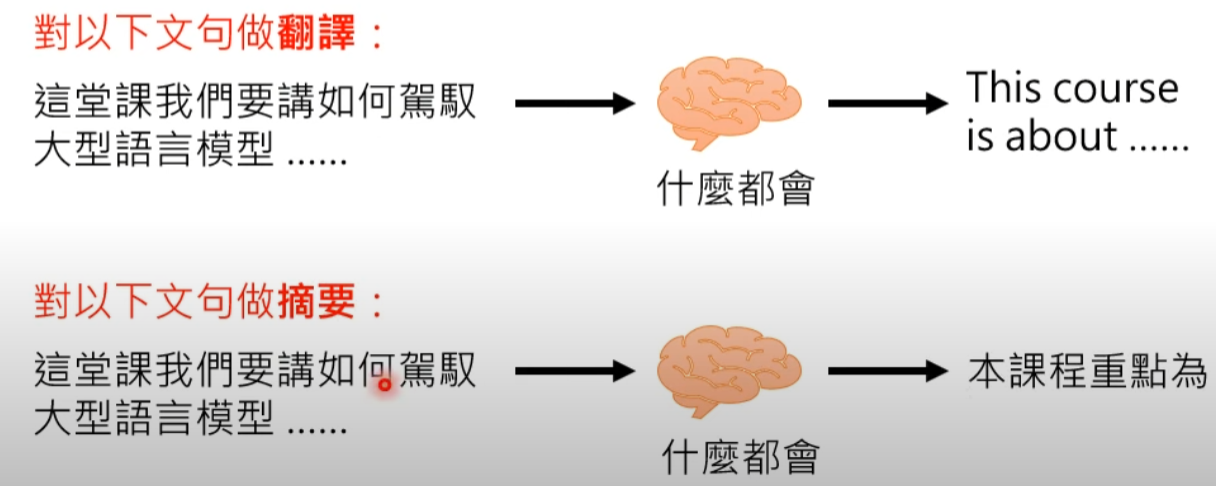 對以下文句做翻譯：
這堂課我們要講如何駕馭
大型語言模型 ......
什麼都會
This course
is about ......
對以下文句做摘要：
這堂課我們要講如何駕馭
大型語言模型 ......
什麼都會
本課程重點為